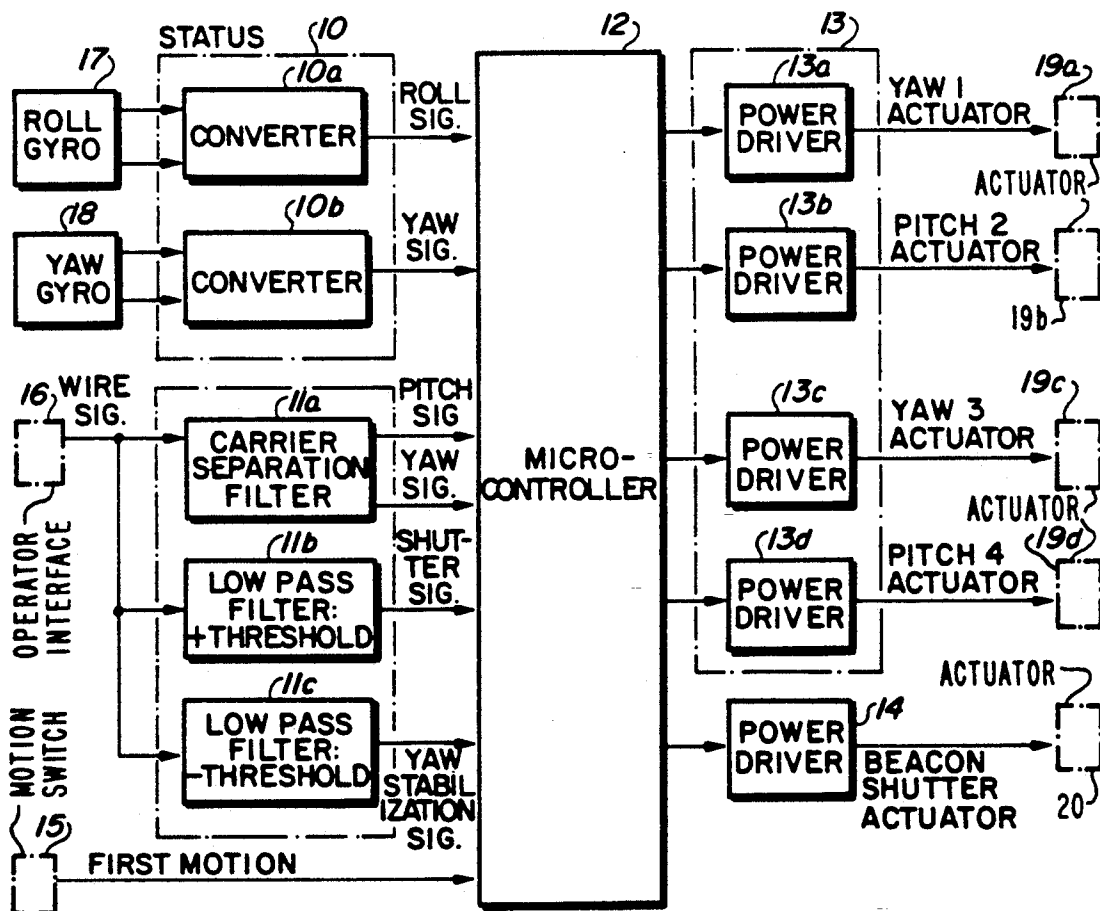 STATUS
10
12
13
17
10a
ROLL
SIG.
13a
YAW 1
ACTUATOR
19a
ROLL
GYRO
CONVERTER
POWER
DRIVER
ACTUATOR
18
10b
YAW
SIG.
13b
PITCH 2
ACTUATOR
YAW
GYRO
CONVERTER
POWER
DRIVER
19b
16
WIRE
SIG.
11a
PITCH
SIG
13c
YAW 3
ACTUATOR
19c
CARRIER
SEPARATION
FILTER
YAW
SIG.
MICRO-
CONTROLLER
POWER
DRIVER
ACTUATOR
OPERATOR
INTERFACE
11b
SHUT-
TER
SIG.
13d
PITCH 4
ACTUATOR
19d
LOW PASS
FILTER:
+THRESHOLD
POWER
DRIVER
11c
ACTUATOR
MOTION
SWITCH
LOW PASS
FILTER:
-THRESHOLD
YAW
STABIL
IZATION
SIG.
POWER
DRIVER
14
BEACON
SHUTTER
ACTUATOR
20
15
FIRST MOTION